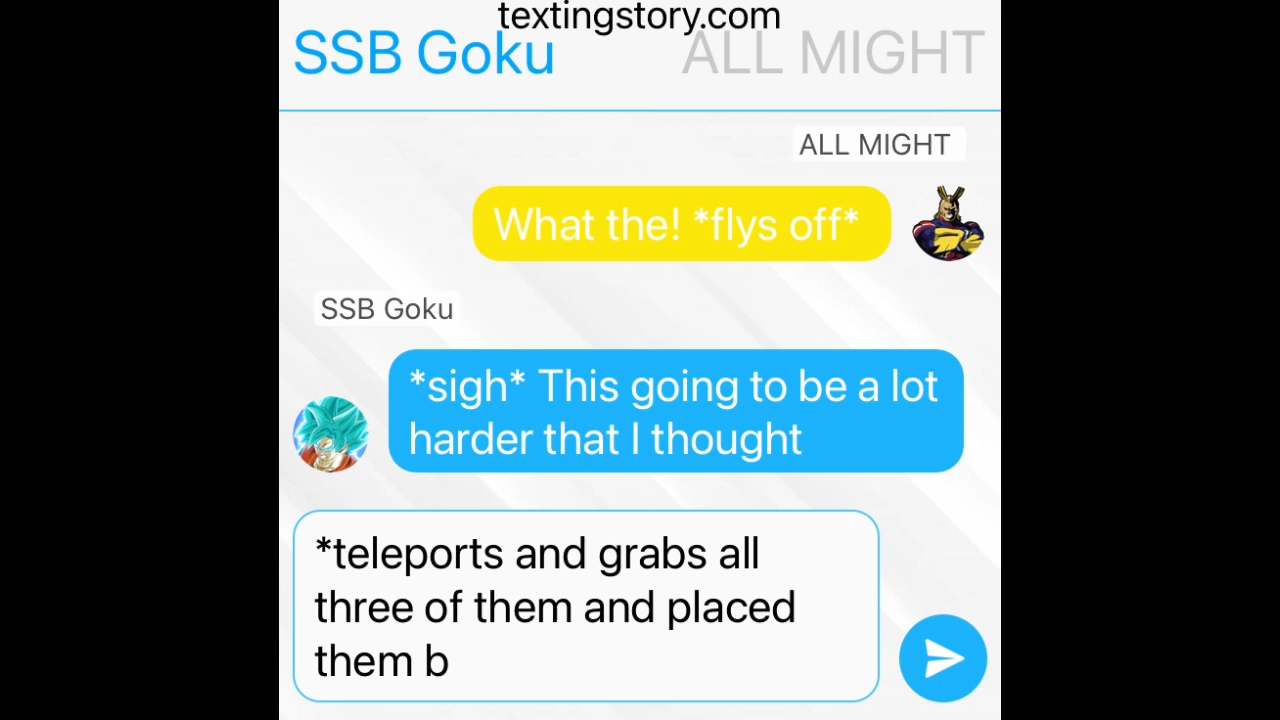 textingstory.com
SSB Goku ALL MIGHT
ALL MIGHT
What the! *flys off*
SSB Goku
*sigh* This going to be a lot
harder that I thought
*teleports and grabs all
three of them and placed
them b